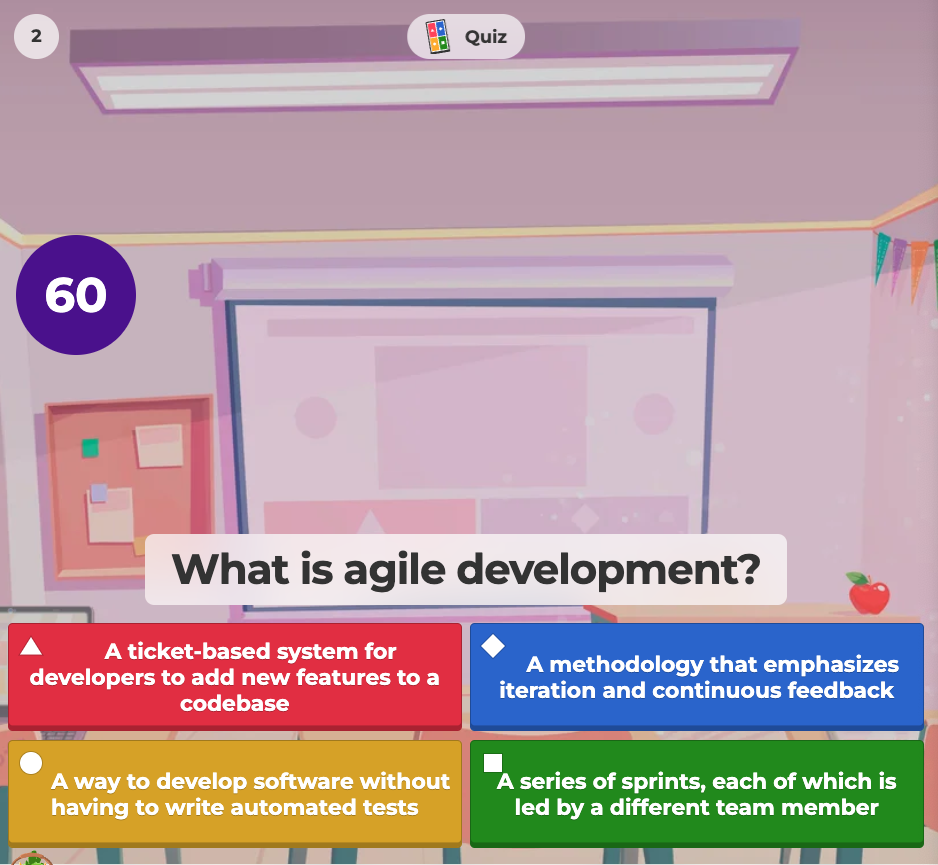 2
Quiz
60
What is agile development?
A ticket-based system for
developers to add new features to a
codebase
A methodology that emphasizes
iteration and continuous feedback
A way to develop software without
having to write automated tests
A series of sprints, each of which is
led by a different team member